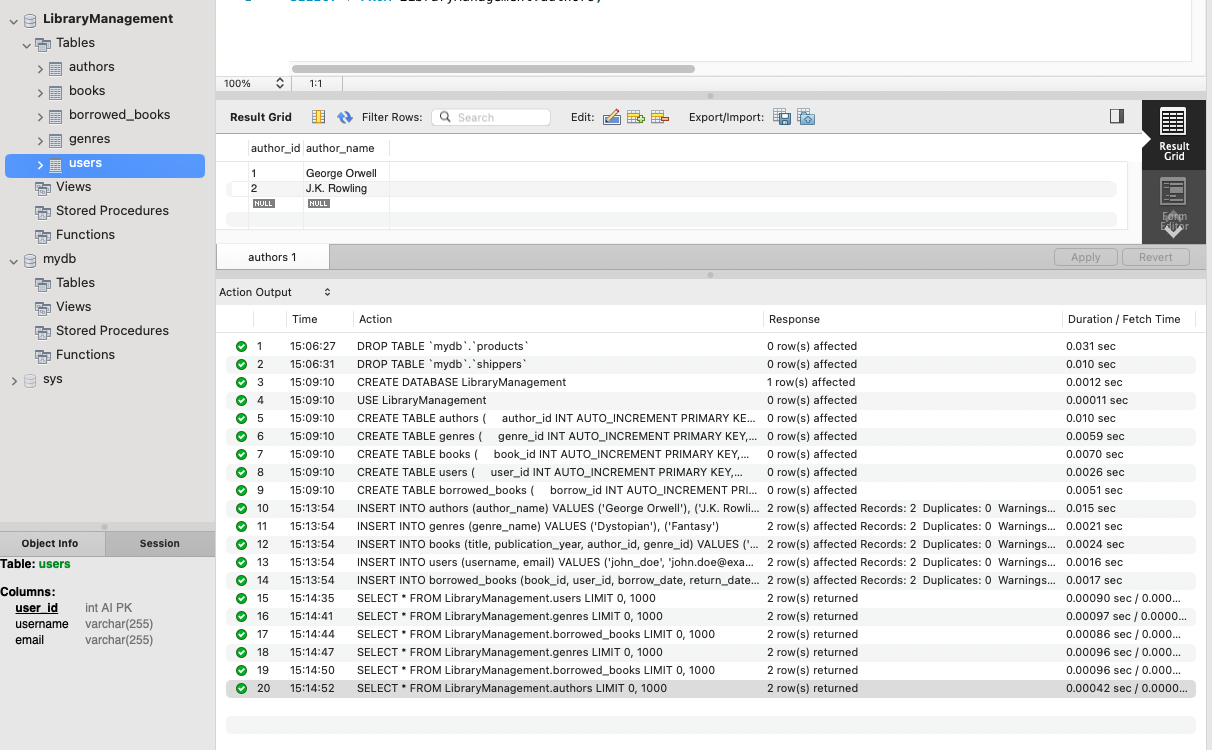 LibraryManagement
Tables
authors
books
borrowed_books
genres
users
Views
Stored Procedures
Functions
mydb
Tables
Views
Stored Procedures
Functions
sys
Object Info Session
Table: users
Columns:
user_id int AI PK
username varchar(255)
email varchar(255)
100% 1:1
Result Grid Filter Rows: Search Edit: Export/Import:
author_id author_name
1 George Orwell
2 J.K. Rowling
NULL NULL
Result
Grid
Form
Editor
authors 1 Apply Revert
Action Output
Time Action Response Duration / Fetch Time
1 15:06:27 DROP TABLE `mydb`.`products` 0 row(s) affected 0.031 sec
2 15:06:31 DROP TABLE `mydb`.`shippers` 0 row(s) affected 0.010 sec
3 15:09:10 CREATE DATABASE LibraryManagement 1 row(s) affected 0.0012 sec
4 15:09:10 USE LibraryManagement 0 row(s) affected 0.00011 sec
5 15:09:10 CREATE TABLE authors ( author_id INT AUTO_INCREMENT PRIMARY KE... 0 row(s) affected 0.010 sec
6 15:09:10 CREATE TABLE genres ( genre_id INT AUTO_INCREMENT PRIMARY KEY,... 0 row(s) affected 0.0059 sec
7 15:09:10 CREATE TABLE books ( book_id INT AUTO_INCREMENT PRIMARY KEY,... 0 row(s) affected 0.0070 sec
8 15:09:10 CREATE TABLE users ( user_id INT AUTO_INCREMENT PRIMARY KEY,... 0 row(s) affected 0.0026 sec
9 15:09:10 CREATE TABLE borrowed_books ( borrow_id INT AUTO_INCREMENT PRI... 0 row(s) affected 0.0051 sec
10 15:13:54 INSERT INTO authors (author_name) VALUES ('George Orwell'), ('J.K. Rowli... 2 row(s) affected Records: 2 Duplicates: 0 Warnings... 0.015 sec
11 15:13:54 INSERT INTO genres (genre_name) VALUES ('Dystopian'), ('Fantasy') 2 row(s) affected Records: 2 Duplicates: 0 Warnings... 0.0021 sec
12 15:13:54 INSERT INTO books (title, publication_year, author_id, genre_id) VALUES ('... 2 row(s) affected Records: 2 Duplicates: 0 Warnings... 0.0024 sec
13 15:13:54 INSERT INTO users (username, email) VALUES ('john_doe', 'john.doe@exa... 2 row(s) affected Records: 2 Duplicates: 0 Warnings... 0.0016 sec
14 15:13:54 INSERT INTO borrowed_books (book_id, user_id, borrow_date, return_date... 2 row(s) affected Records: 2 Duplicates: 0 Warnings... 0.0017 sec
15 15:14:35 SELECT * FROM LibraryManagement.users LIMIT 0, 1000 2 row(s) returned 0.00090 sec / 0.000...
16 15:14:41 SELECT * FROM LibraryManagement.genres LIMIT 0, 1000 2 row(s) returned 0.00097 sec / 0.000...
17 15:14:44 SELECT * FROM LibraryManagement.borrowed_books LIMIT 0, 1000 2 row(s) returned 0.00086 sec / 0.000...
18 15:14:47 SELECT * FROM LibraryManagement.genres LIMIT 0, 1000 2 row(s) returned 0.00096 sec / 0.000...
19 15:14:50 SELECT * FROM LibraryManagement.borrowed_books LIMIT 0, 1000 2 row(s) returned 0.00096 sec / 0.000...
20 15:14:52 SELECT * FROM LibraryManagement.authors LIMIT 0, 1000 2 row(s) returned 0.00042 sec / 0.0000...